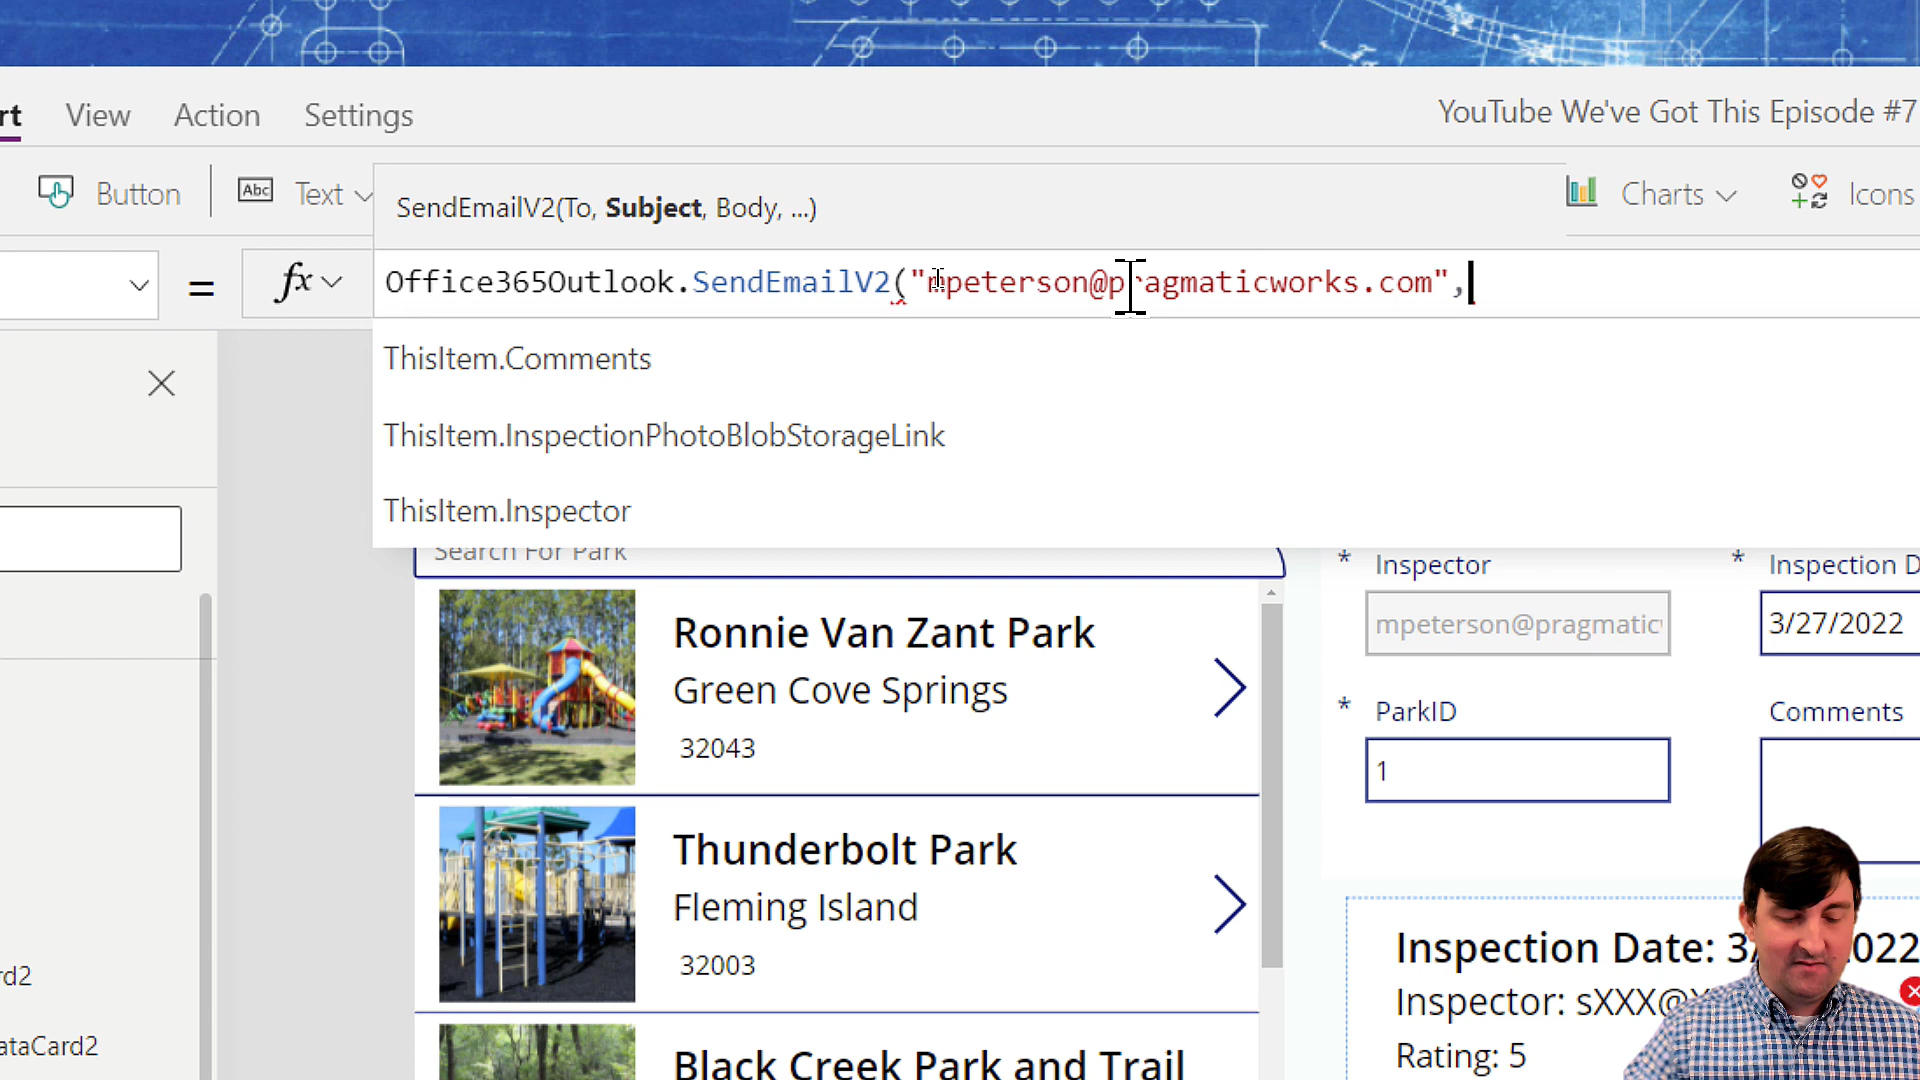 View Action Settings
YouTube We've Got This Episode #7
Button
Abc Text
Charts
Icons
SendEmailV2(To, Subject, Body, ...)
= fx
Office365Outlook.SendEmailV2("mpeterson@pragmaticworks.com",
ThisItem.Comments
ThisItem.InspectionPhotoBlobStorageLink
ThisItem.Inspector
Search For Park
Ronnie Van Zant Park
Green Cove Springs
32043
Thunderbolt Park
Fleming Island
32003
Black Creek Park and Trail
* Inspector
mpeterson@pragmatic
* Inspection D
3/27/2022
* ParkID
1
Comments
Inspection Date: 3/ 022
Inspector: sXXX@
Rating: 5
rd2
ataCard2